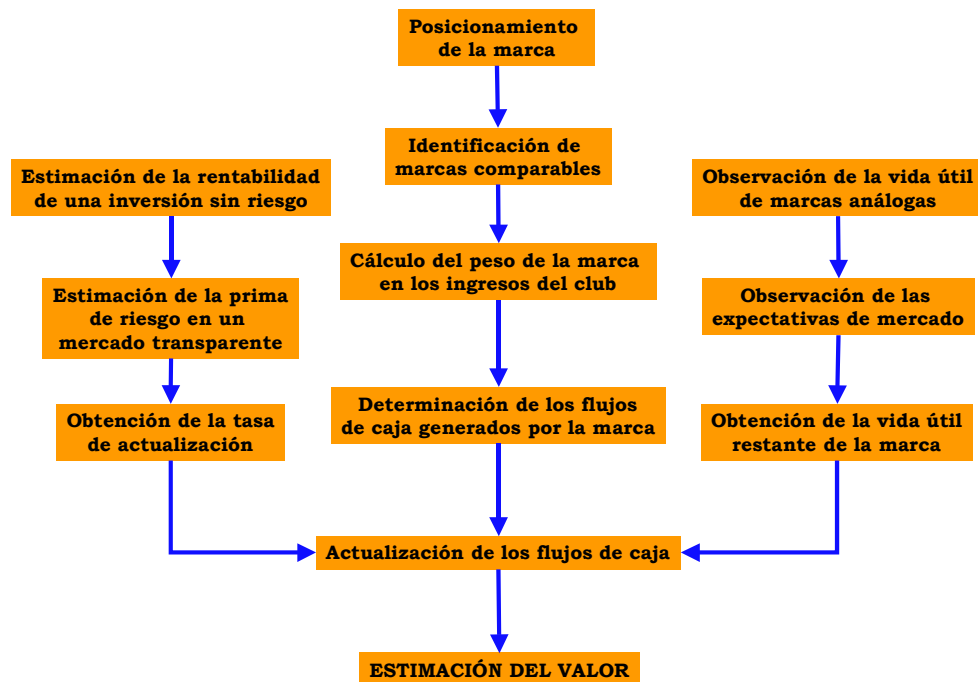 Posicionamiento
de la marca
Identificación de
marcas comparables
Estimación de la rentabilidad
de una inversión sin riesgo
Observación de la vida útil
de marcas análogas
Cálculo del peso de la marca
en los ingresos del club
Estimación de la prima
de riesgo en un
mercado transparente
Observación de las
expectativas de mercado
Obtención de la tasa
de actualización
Determinación de los flujos
de caja generados por la marca
Obtención de la vida útil
restante de la marca
Actualización de los flujos de caja
ESTIMACIÓN DEL VALOR